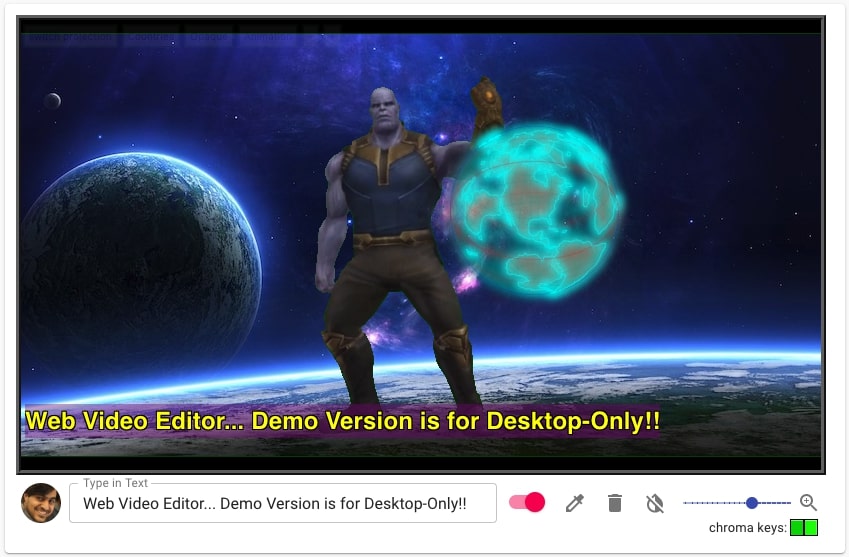 Web Video Editor... Demo Version is for Desktop-Only!!
Type in Text
Web Video Editor... Demo Version is for Desktop-Only!!
chroma keys: